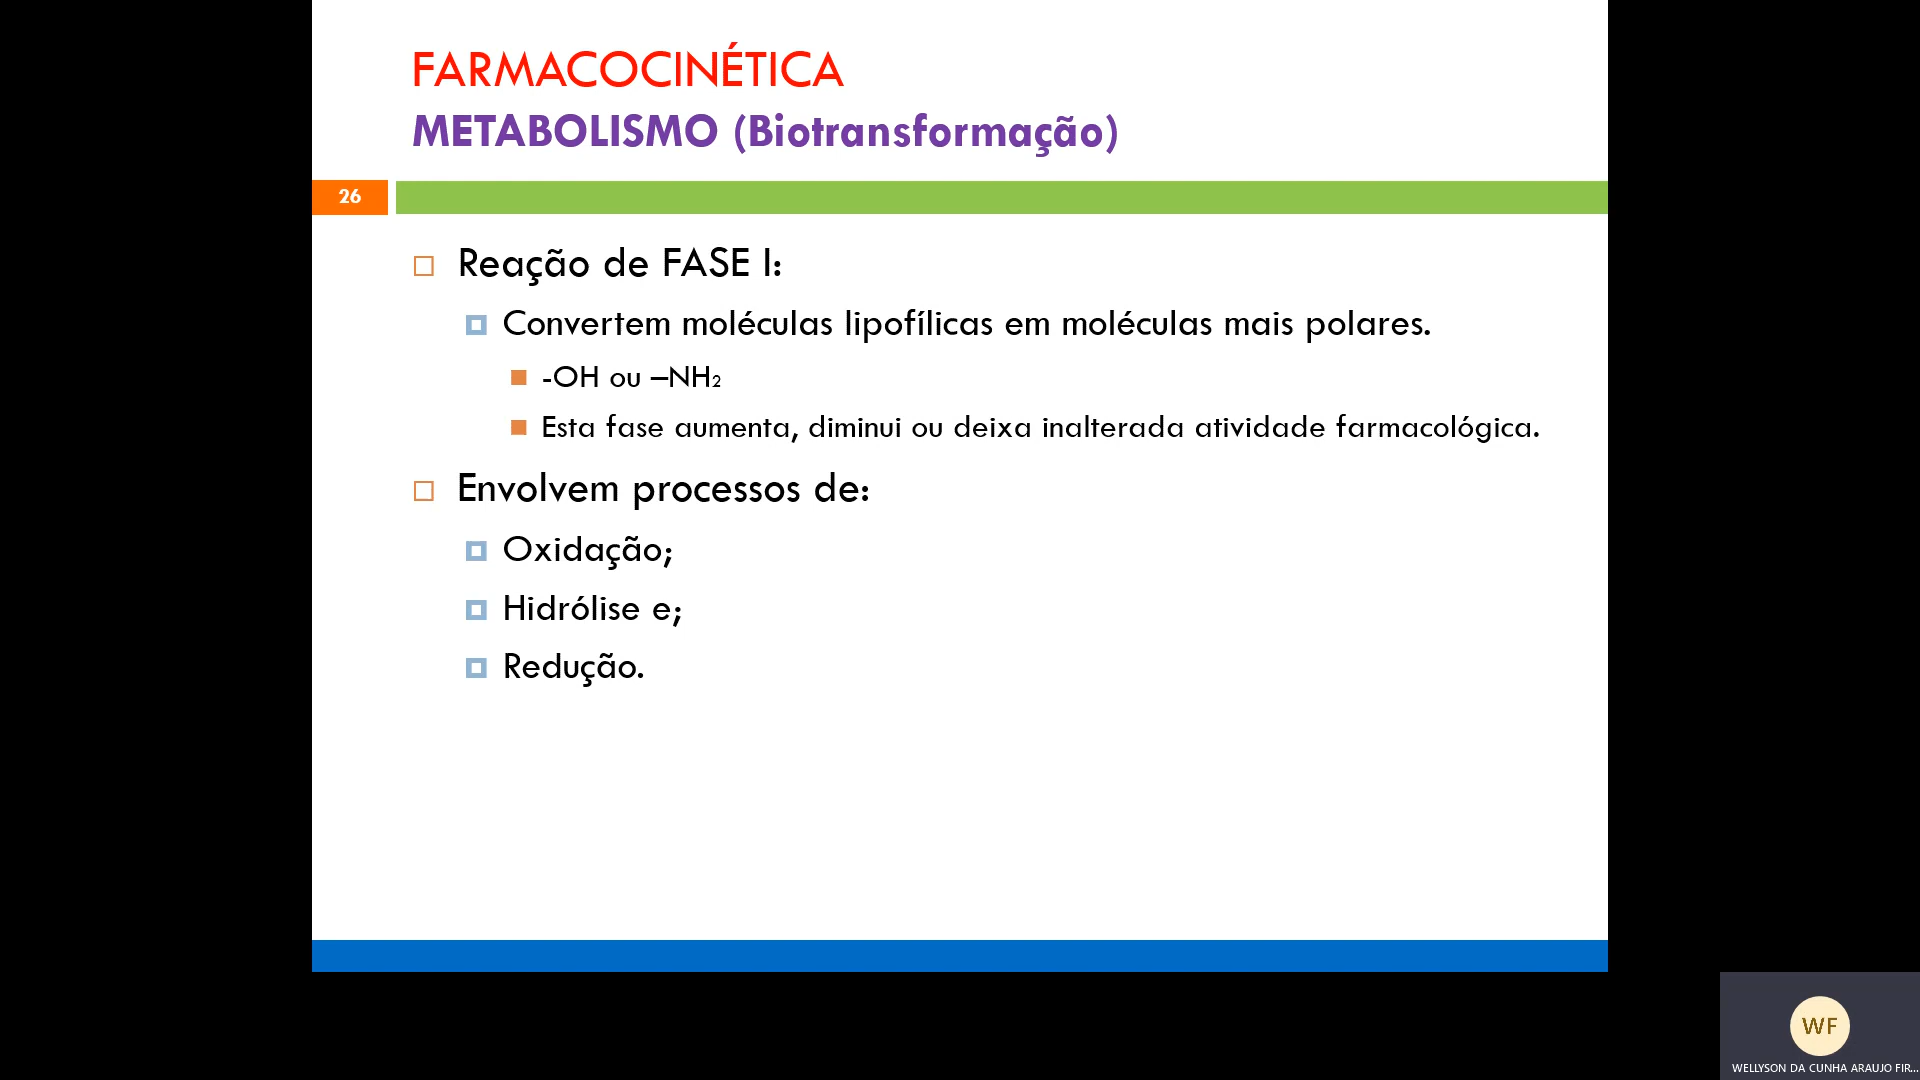 FARMACOCINÉTICA
METABOLISMO (Biotransformação)
26
Reação de FASE I:
Convertem moléculas lipofílicas em moléculas mais polares.
-OH ou –NH₂
Esta fase aumenta, diminui ou deixa inalterada atividade farmacológica.
Envolvem processos de:
Oxidação;
Hidrólise e;
Redução.
WF
WELLYSON DA CUNHA ARAUJO FIR...